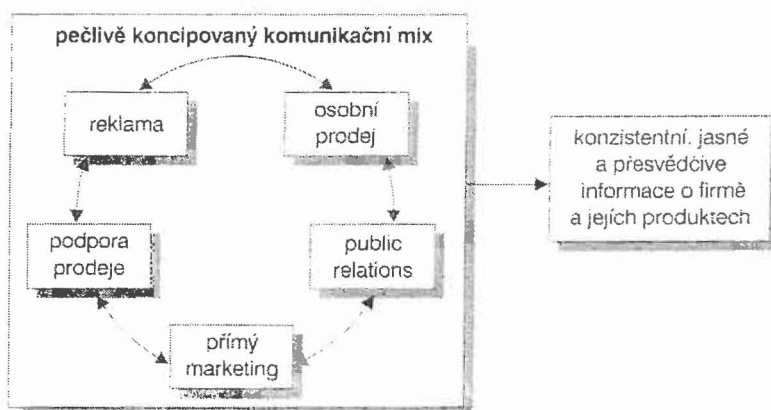 pečlivě koncipovaný komunikační mix
reklama
osobní
prodej
podpora
prodeje
public
relations
přímý
marketing
konzistentní, jasné
a přesvědčivé
informace o firmě
a jejích produktech